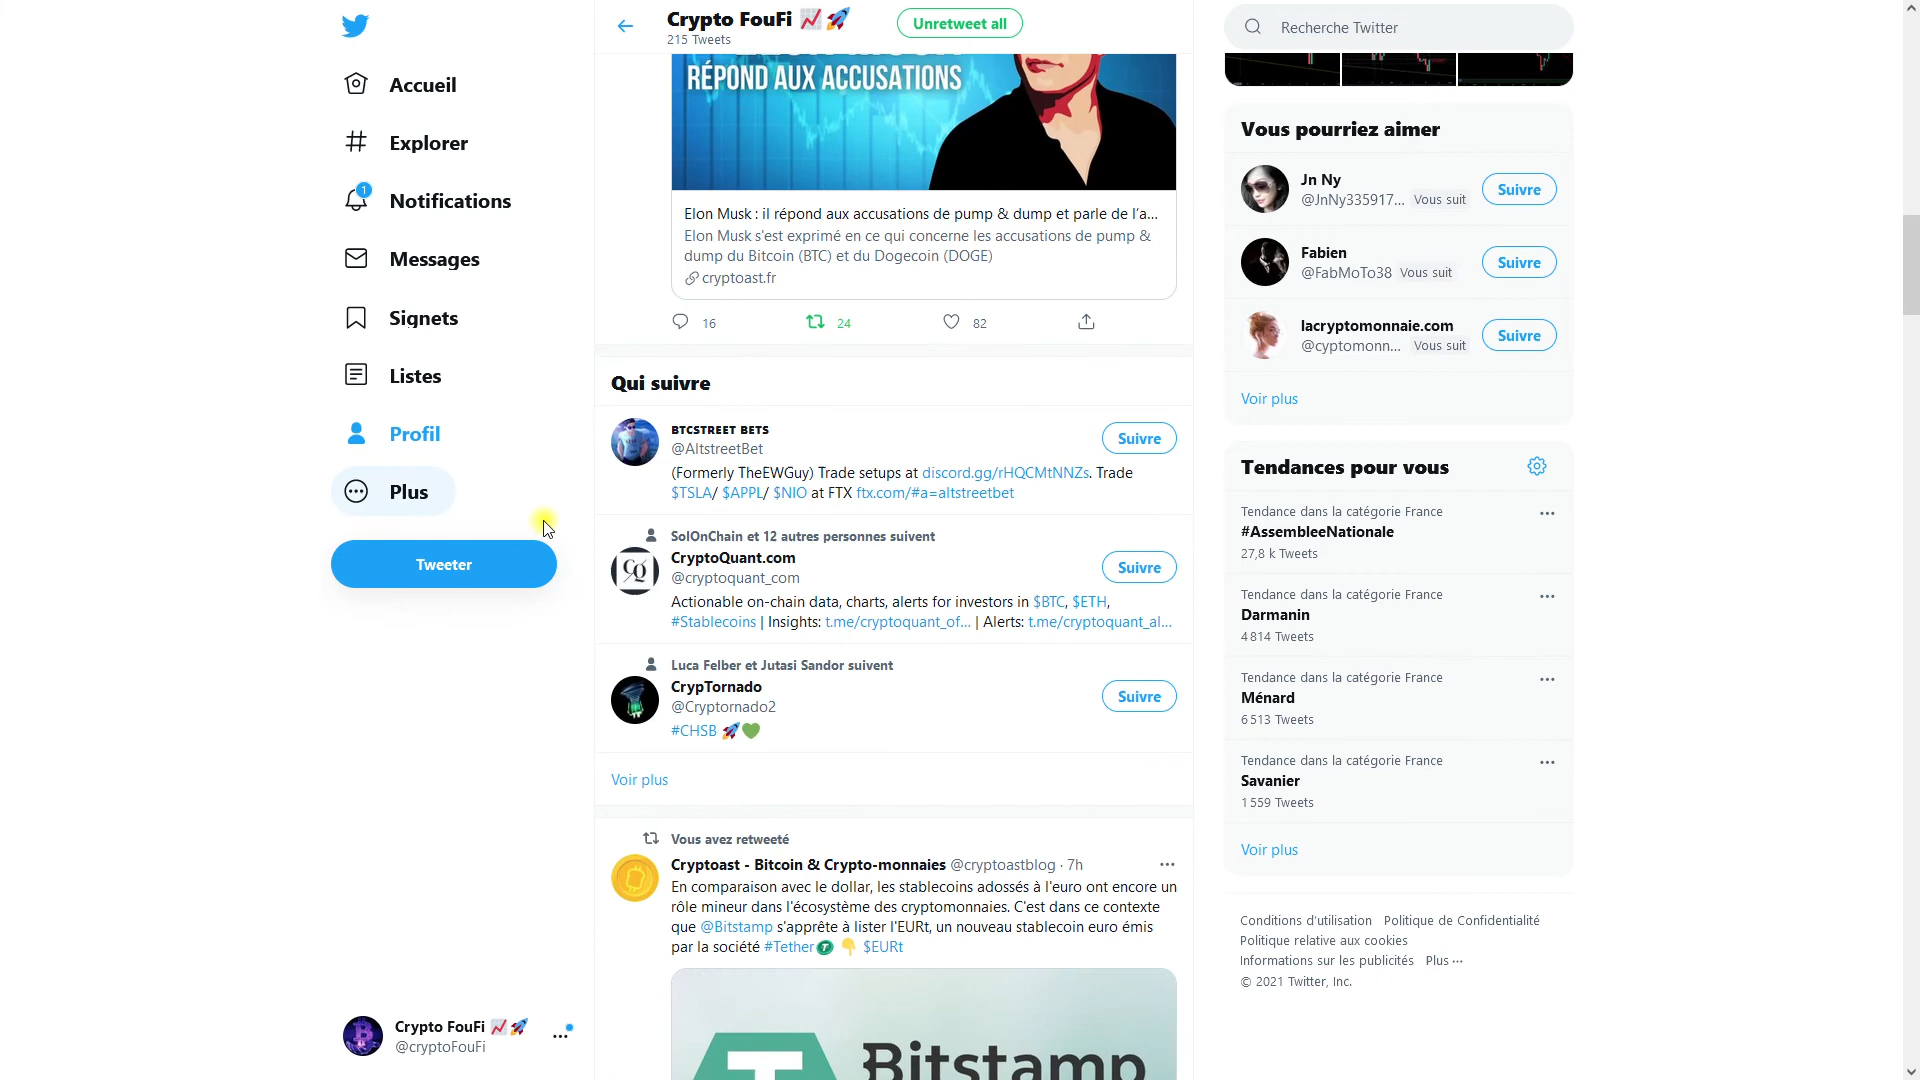 Accueil
Explorer
1
Notifications
Messages
Signets
Listes
Profil
Plus
Tweeter
Crypto FouFi 📈🚀
@cryptoFouFi
Crypto FouFi 📈🚀
215 Tweets
Unretweet all
RÉPOND AUX ACCUSATIONS
Elon Musk : il répond aux accusations de pump & dump et parle de l'a...
Elon Musk s'est exprimé en ce qui concerne les accusations de pump &
dump du Bitcoin (BTC) et du Dogecoin (DOGE)
cryptoast.fr
16 24 82
Qui suivre
BTCSTREET BETS
@AltstreetBet
Suivre
(Formerly TheEWGuy) Trade setups at discord.gg/rHQCMtNNZs. Trade
$TSLA/ $APPL/ $NIO at FTX ftx.com/#a=altstreetbet
SolOnChain et 12 autres personnes suivent
CryptoQuant.com
@cryptoquant_com
Suivre
Actionable on-chain data, charts, alerts for investors in $BTC, $ETH,
#Stablecoins | Insights: t.me/cryptoquant_of... | Alerts: t.me/cryptoquant_al...
Luca Felber et Jutasi Sandor suivent
CrypTornado
@Cryptornado2
Suivre
#CHSB 🚀💚
Voir plus
Vous avez retweeté
Cryptoast - Bitcoin & Crypto-monnaies @cryptoastblog · 7h
En comparaison avec le dollar, les stablecoins adossés à l'euro ont encore un
rôle mineur dans l'écosystème des cryptomonnaies. C'est dans ce contexte
que @Bitstamp s'apprête à lister l'EURt, un nouveau stablecoin euro émis
par la société #Tether 👇 $EURt
Bitstamp
Recherche Twitter
Vous pourriez aimer
Jn Ny
@JnNy335917... Vous suit
Suivre
Fabien
@FabMoTo38 Vous suit
Suivre
lacryptomonnaie.com
@cyptomonn... Vous suit
Suivre
Voir plus
Tendances pour vous
Tendance dans la catégorie France
#AssembleeNationale
27,8 k Tweets
Tendance dans la catégorie France
Darmanin
4 814 Tweets
Tendance dans la catégorie France
Ménard
6 513 Tweets
Tendance dans la catégorie France
Savanier
1 559 Tweets
Voir plus
Conditions d'utilisation Politique de Confidentialité
Politique relative aux cookies
Informations sur les publicités Plus ···
© 2021 Twitter, Inc.